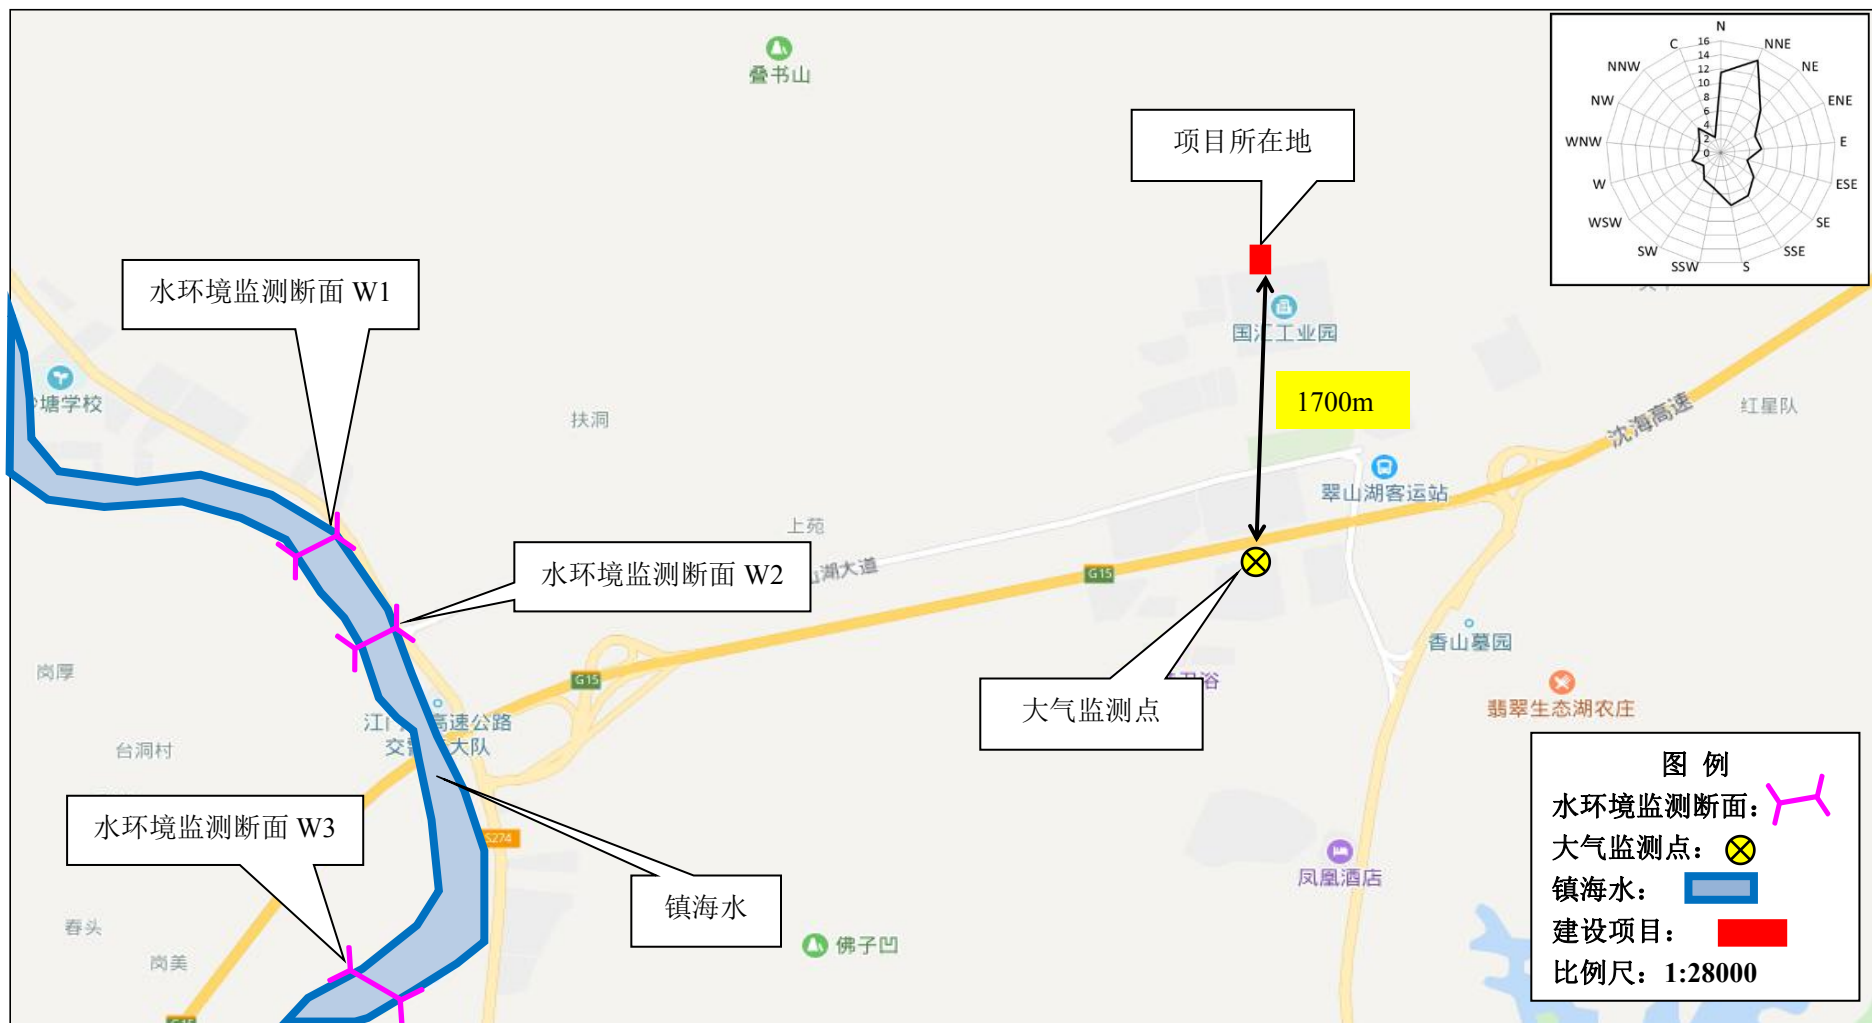 叠书山
N
NNE
NE
ENE
E
ESE
SE
SSE
S
SSW
SW
WSW
W
WNW
NW
NNW
C
16
14
12
10
8
6
4
2
0
项目所在地
水环境监测断面 W1
国汇工业园
1700m
塘学校
扶洞
沈海高速
红星队
翠山湖客运站
上苑
水环境监测断面 W2
山湖大道
G15
香山墓园
岗厚
G15
卫浴
大气监测点
翡翠生态湖农庄
江门
高速公路
交警
大队
台洞村
水环境监测断面 W3
S274
镇海水
凤凰酒店
春头
岗美
佛子凹
G15
图 例
水环境监测断面：
大气监测点：
镇海水：
建设项目：
比例尺：1:28000